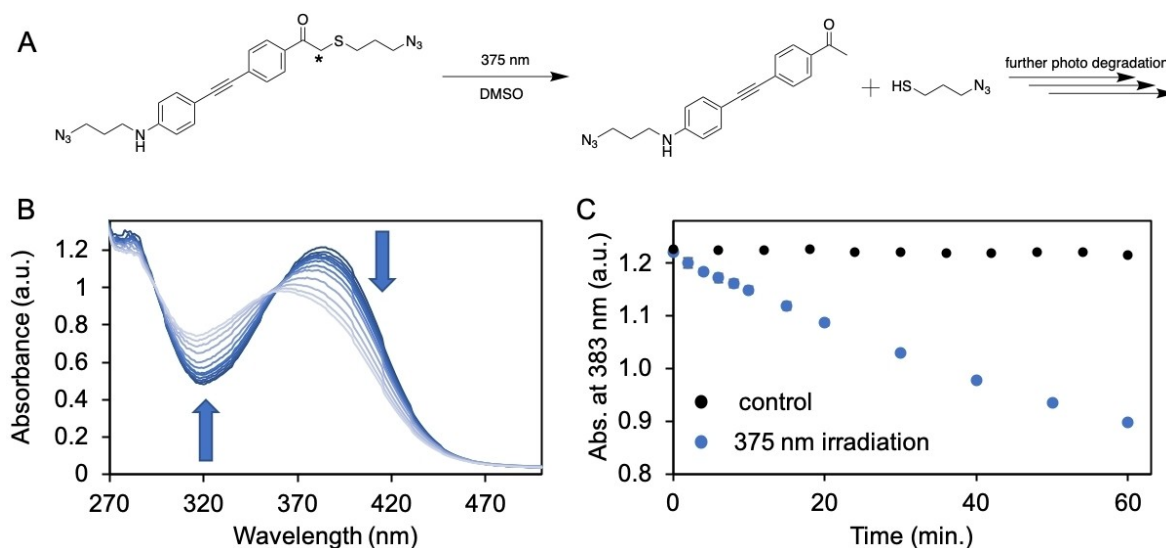 A
O
S
N₃
*
N₃
N
H
375 nm
DMSO
O
N₃
N
H
+
HS
N₃
further photo degradation
B
Absorbance (a.u.)
1.2
1
0.8
0.6
0.4
0.2
0
270
320
370
420
470
Wavelength (nm)
C
Abs. at 383 nm (a.u.)
1.2
1.1
1.0
0.9
0.8
control
375 nm irradiation
0
20
40
60
Time (min.)